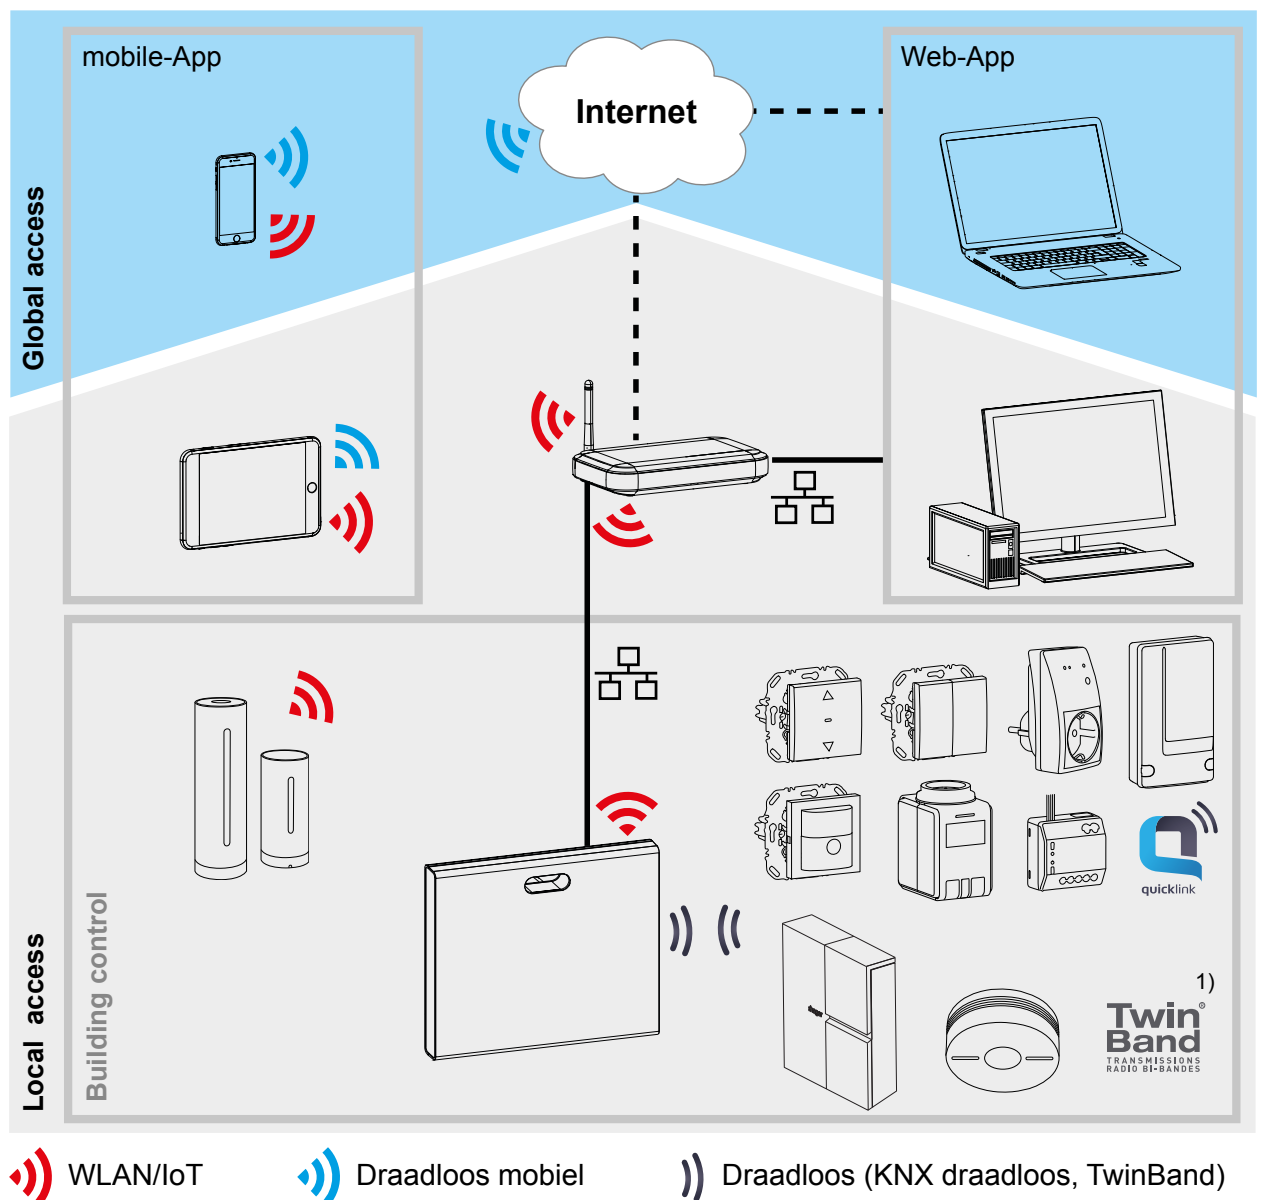 mobile-App
Internet
Web-App
Global access
Local access
Building control
quicklink
1)
Twin®
Band
TRANSMISSIONS
RADIO BI-BANDES
WLAN/IoT
Draadloos mobiel
Draadloos (KNX draadloos, TwinBand)